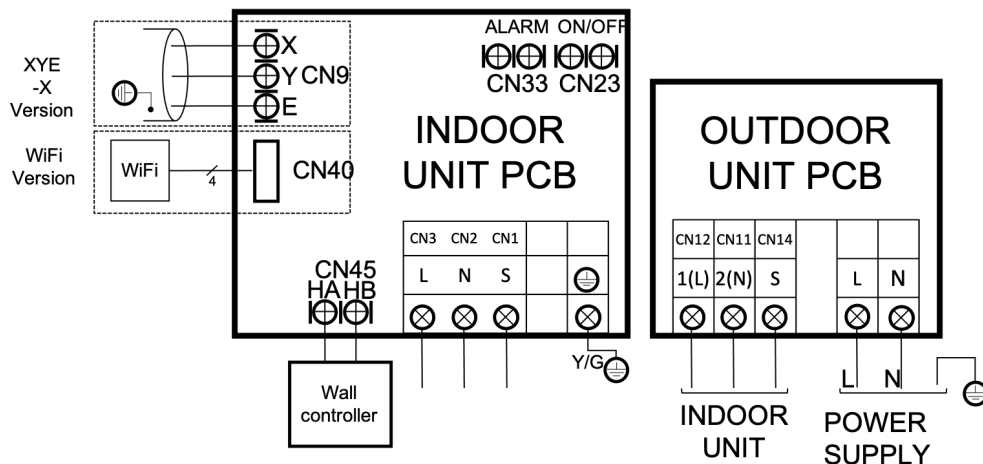 XYE
-X
Version
X
Y CN9
E
ALARM ON/OFF
CN33 CN23
WiFi
Version
WiFi
4
CN40
INDOOR
UNIT PCB
CN3 CN2 CN1
L N S
CN45
HA HB
Y/G
Wall
controller
OUTDOOR
UNIT PCB
CN12 CN11 CN14
1(L) 2(N) S L N
L N
INDOOR
UNIT
POWER
SUPPLY